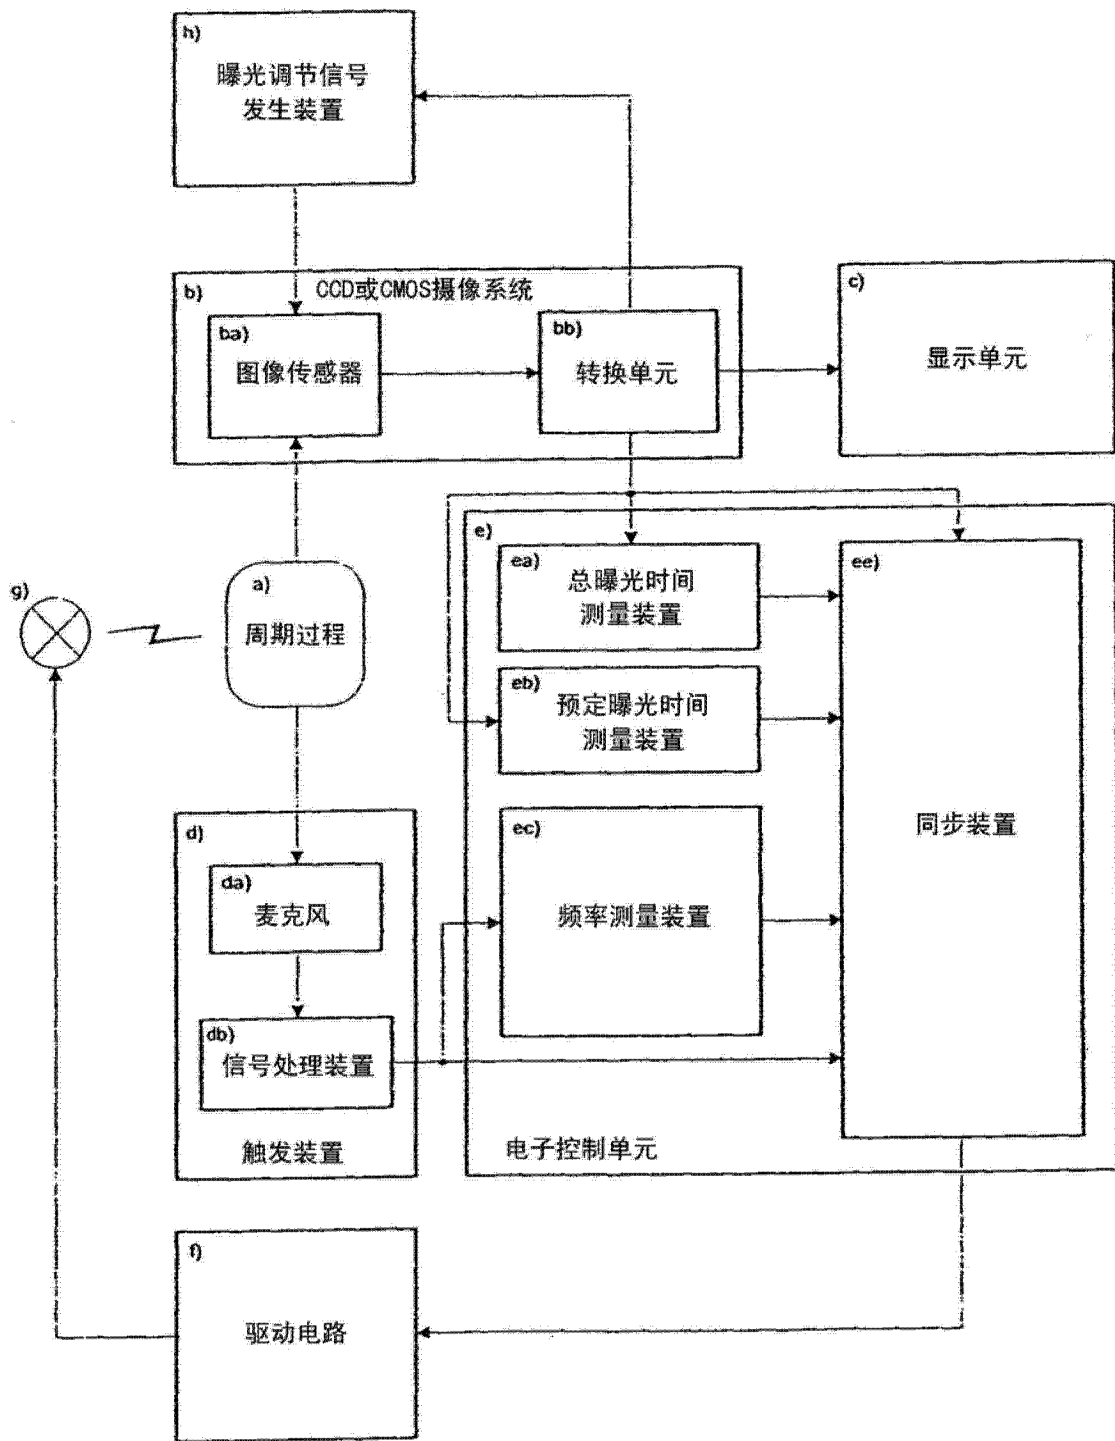 h)
曝光调节信号
发生装置
b)
CCD或CMOS摄像系统
ba)
图像传感器
bb)
转换单元
c)
显示单元
g)
a)
周期过程
e)
ea)
总曝光时间
测量装置
eb)
预定曝光时间
测量装置
ec)
频率测量装置
ee)
同步装置
电子控制单元
d)
da)
麦克风
db)
信号处理装置
触发装置
f)
驱动电路